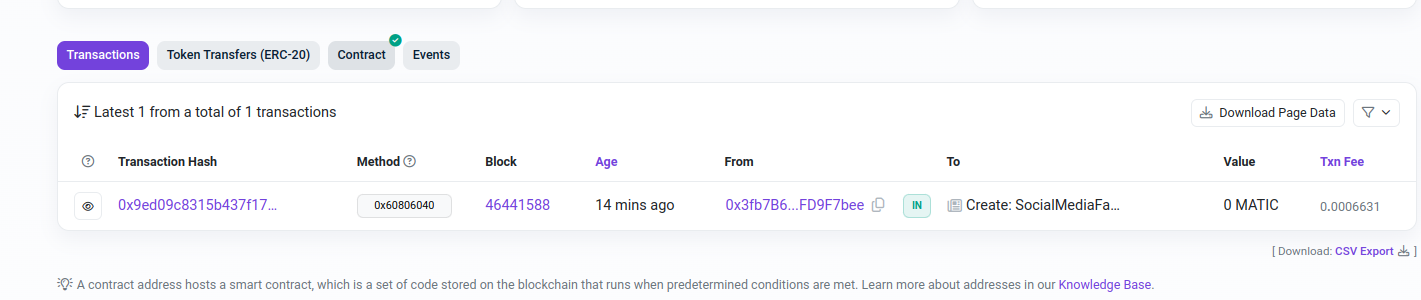 Transactions Token Transfers (ERC-20) Contract Events
Latest 1 from a total of 1 transactions Download Page Data
Transaction Hash Method Block Age From To Value Txn Fee
0x9ed09c8315b437f17... 0x60806040 46441588 14 mins ago 0x3fb7B6...FD9F7bee IN Create: SocialMediaFa... 0 MATIC 0.0006631
[ Download: CSV Export ]
A contract address hosts a smart contract, which is a set of code stored on the blockchain that runs when predetermined conditions are met. Learn more about addresses in our Knowledge Base.